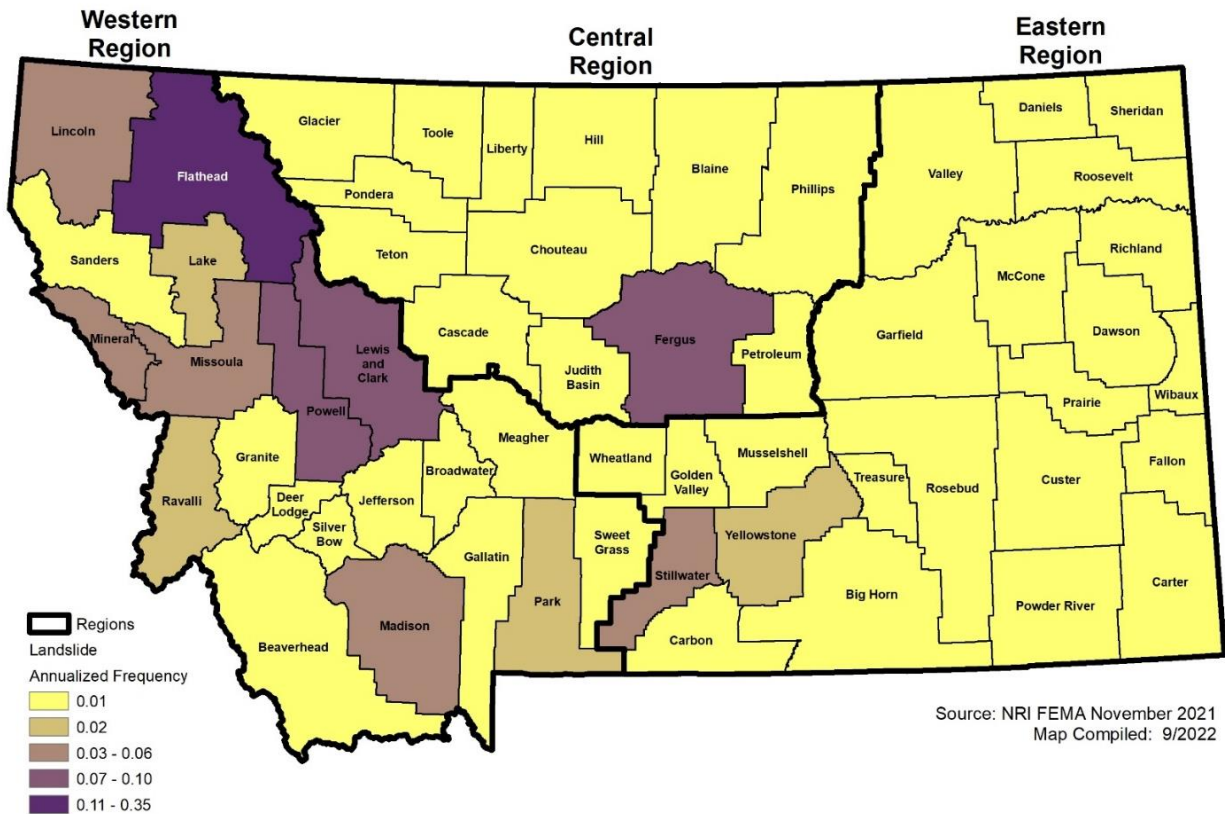 Western
Region
Central
Region
Eastern
Region
Lincoln
Flathead
Glacier
Toole
Liberty
Hill
Blaine
Phillips
Valley
Daniels
Sheridan
Roosevelt
Pondera
Teton
Chouteau
Sanders
Lake
Richland
McCone
Dawson
Garfield
Cascade
Judith
Basin
Fergus
Petroleum
Mineral
Missoula
Lewis
and
Clark
Powell
Prairie
Wibaux
Meagher
Wheatland
Golden
Valley
Musselshell
Granite
Broadwater
Ravalli
Deer
Lodge
Jefferson
Silver
Bow
Treasure
Rosebud
Custer
Fallon
Yellowstone
Sweet
Grass
Gallatin
Stillwater
Park
Big Horn
Powder River
Carter
Madison
Beaverhead
Carbon
Regions
Landslide
Annualized Frequency
0.01
0.02
0.03 - 0.06
0.07 - 0.10
0.11 - 0.35
Source: NRI FEMA November 2021
Map Compiled: 9/2022